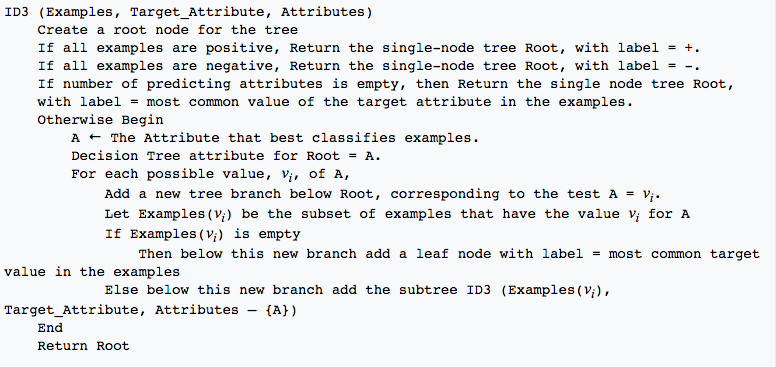 ID3 (Examples, Target_Attribute, Attributes)
    Create a root node for the tree
    If all examples are positive, Return the single-node tree Root, with label = +.
    If all examples are negative, Return the single-node tree Root, with label = -.
    If number of predicting attributes is empty, then Return the single node tree Root,
    with label = most common value of the target attribute in the examples.
    Otherwise Begin
        A ← The Attribute that best classifies examples.
        Decision Tree attribute for Root = A.
        For each possible value, vᵢ, of A,
            Add a new tree branch below Root, corresponding to the test A = vᵢ.
            Let Examples(vᵢ) be the subset of examples that have the value vᵢ for A
            If Examples(vᵢ) is empty
                Then below this new branch add a leaf node with label = most common target
value in the examples
            Else below this new branch add the subtree ID3 (Examples(vᵢ),
Target_Attribute, Attributes – {A})
    End
    Return Root